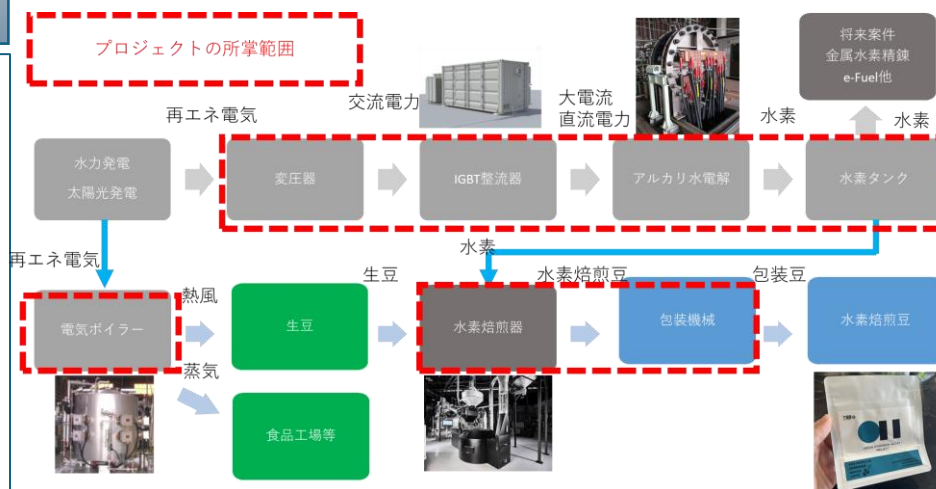 プロジェクトの所掌範囲
将来案件
金属水素精錬
e-Fuel他
再エネ電気
交流電力
大電流
直流電力
水素
水素
水力発電
太陽光発電
変圧器
IGBT整流器
アルカリ水電解
水素タンク
再エネ電気
水素
熱風
生豆
水素焙煎豆
包装豆
電気ボイラー
生豆
水素焙煎器
包装機械
水素焙煎豆
蒸気
食品工場等